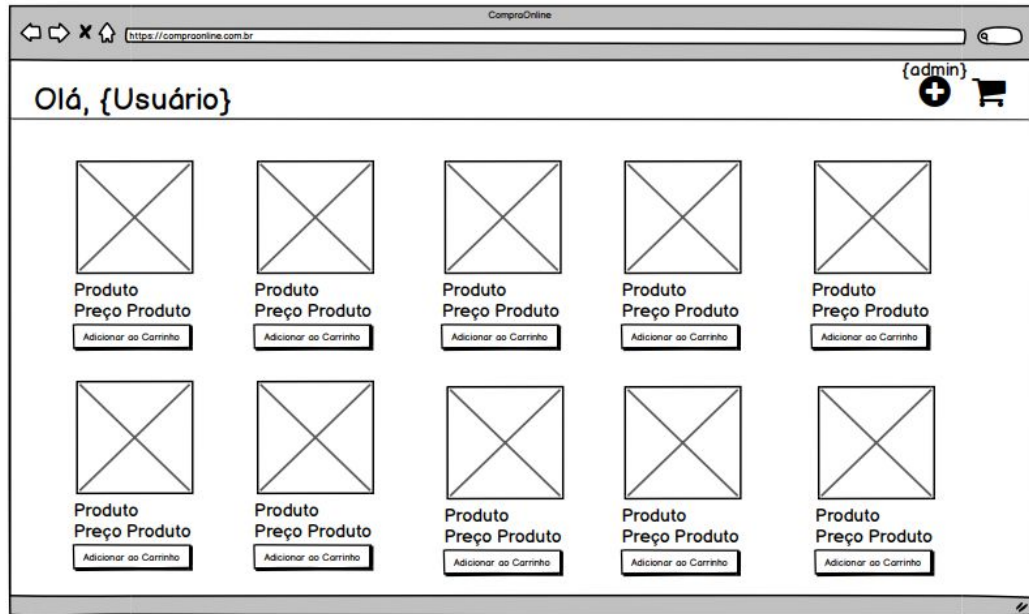 CompraOnline
https://compraonline.com.br
{admin}
Olá, {Usuário}
Produto Produto Produto Produto Produto
Preço Produto Preço Produto Preço Produto Preço Produto Preço Produto
Adicionar ao Carrinho Adicionar ao Carrinho Adicionar ao Carrinho Adicionar ao Carrinho Adicionar ao Carrinho
Produto Produto Produto Produto Produto
Preço Produto Preço Produto Preço Produto Preço Produto Preço Produto
Adicionar ao Carrinho Adicionar ao Carrinho Adicionar ao Carrinho Adicionar ao Carrinho Adicionar ao Carrinho